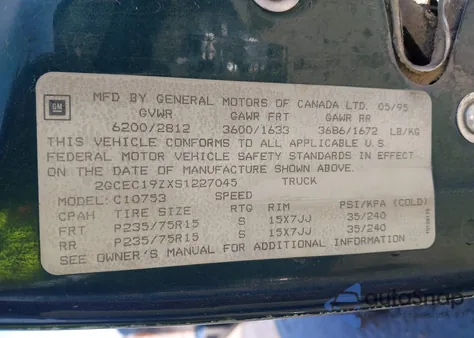 GM
MFD BY GENERAL MOTORS OF CANADA LTD. 05/95
GVWR GAWR FRT GAWR RR
6200/2812 3600/1633 3686/1672 LB/KG
THIS VEHICLE CONFORMS TO ALL APPLICABLE U.S.
FEDERAL MOTOR VEHICLE SAFETY STANDARDS IN EFFECT
ON THE DATE OF MANUFACTURE SHOWN ABOVE.
2GCEC19ZXS1227045 TRUCK
MODEL: C10753 SPEED
CPAH TIRE SIZE RTG RIM PSI/KPA (COLD)
FRT P235/75R15 S 15X7JJ 35/240
RR P235/75R15 S 15X7JJ 35/240
SEE OWNER'S MANUAL FOR ADDITIONAL INFORMATION
autoSnap